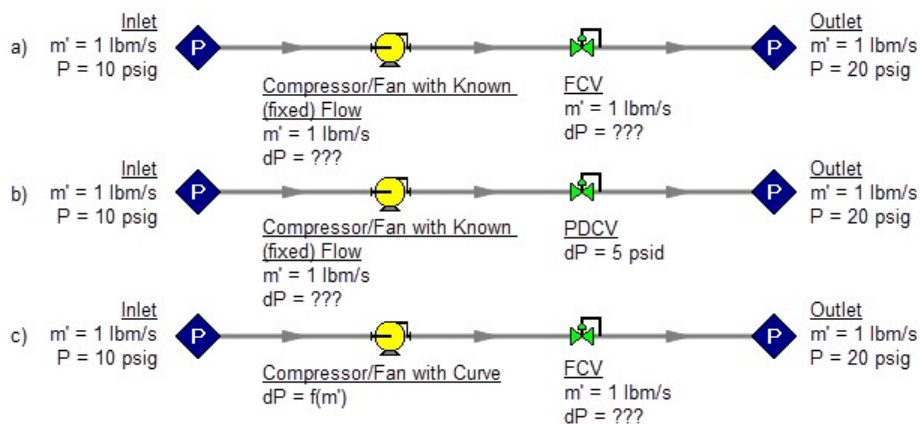 a)
Inlet
m' = 1 lbm/s
P = 10 psig
P
Compressor/Fan with Known
(fixed) Flow
m' = 1 lbm/s
dP = ???
FCV
m' = 1 lbm/s
dP = ???
P
Outlet
m' = 1 lbm/s
P = 20 psig
b)
Inlet
m' = 1 lbm/s
P = 10 psig
P
Compressor/Fan with Known
(fixed) Flow
m' = 1 lbm/s
dP = ???
PDCV
dP = 5 psid
P
Outlet
m' = 1 lbm/s
P = 20 psig
c)
Inlet
m' = 1 lbm/s
P = 10 psig
P
Compressor/Fan with Curve
dP = f(m')
FCV
m' = 1 lbm/s
dP = ???
P
Outlet
m' = 1 lbm/s
P = 20 psig